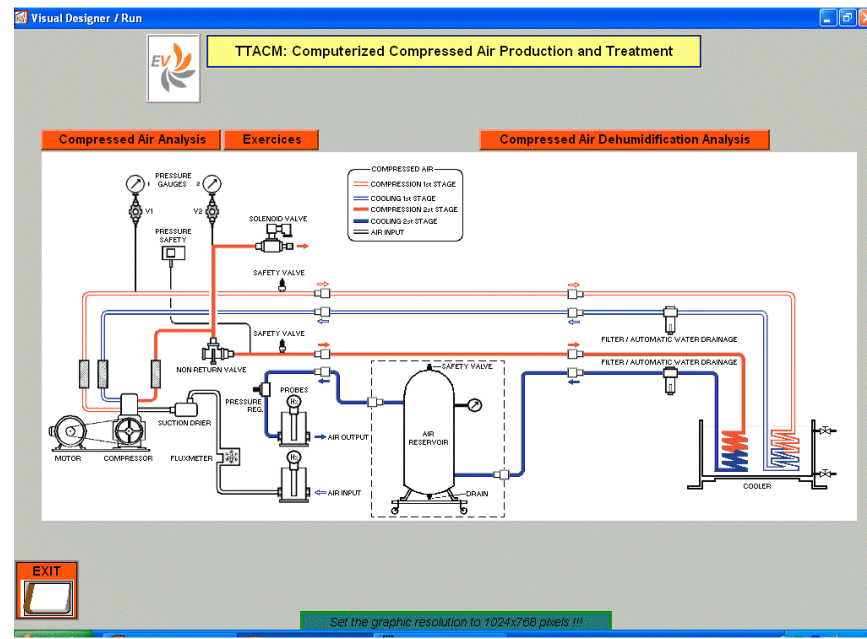 Visual Designer / Run
EV
TTACM: Computerized Compressed Air Production and Treatment
Compressed Air Analysis
Exercices
Compressed Air Dehumidification Analysis
PRESSURE
GAUGES
1
2
V1
V2
COMPRESSED AIR
COMPRESSION 1st STAGE
COOLING 1st STAGE
COMPRESSION 2st STAGE
COOLING 2st STAGE
AIR INPUT
SOLENOID VALVE
PRESSURE
SAFETY
SAFETY VALVE
SAFETY VALVE
FILTER / AUTOMATIC WATER DRAINAGE
NON RETURN VALVE
FILTER / AUTOMATIC WATER DRAINAGE
SAFETY VALVE
PROBES
PRESSURE
REG.
SUCTION DRIER
AIR OUTPUT
AIR
RESERVOIR
MOTOR
COMPRESSOR
FLUXMETER
AIR INPUT
DRAIN
COOLER
EXIT
Set the graphic resolution to 1024x768 pixels !!!